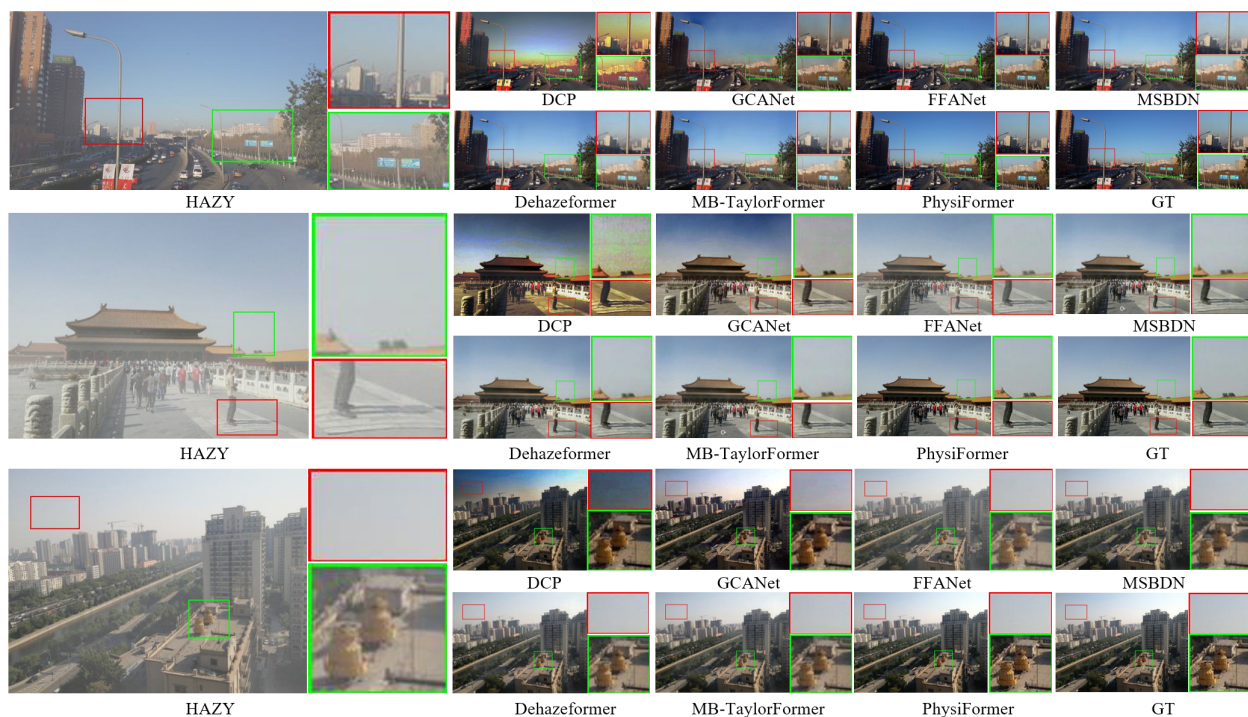 DCP GCANet FFANet MSBDN
HAZY Dehazeformer MB-TaylorFormer PhysiFormer GT
DCP GCANet FFANet MSBDN
HAZY Dehazeformer MB-TaylorFormer PhysiFormer GT
DCP GCANet FFANet MSBDN
HAZY Dehazeformer MB-TaylorFormer PhysiFormer GT